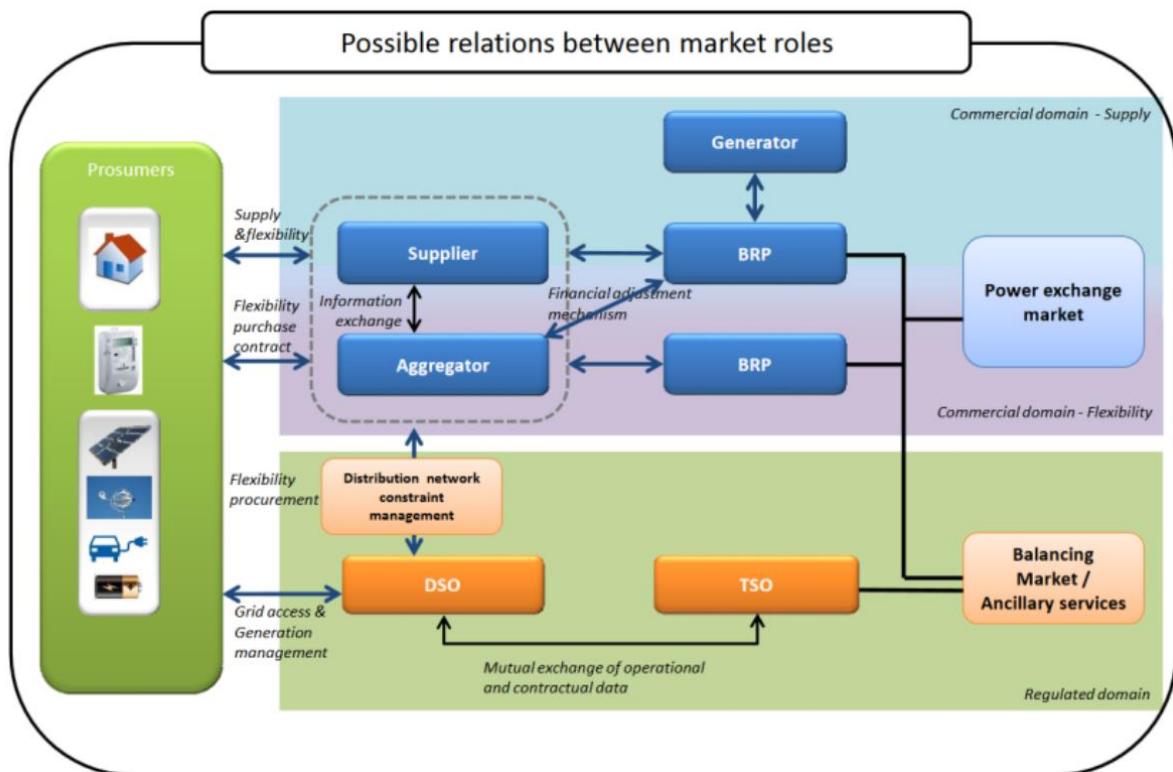 Possible relations between market roles
Commercial domain - Supply
Generator
Prosumers
Supply
&flexibility
Supplier
BRP
Power exchange
market
Information
exchange
Financial adjustment
mechanism
Flexibility
purchase
contract
Aggregator
BRP
Commercial domain - Flexibility
Flexibility
procurement
Distribution network
constraint
management
DSO
TSO
Balancing
Market /
Ancillary services
Grid access &
Generation
management
Mutual exchange of operational
and contractual data
Regulated domain